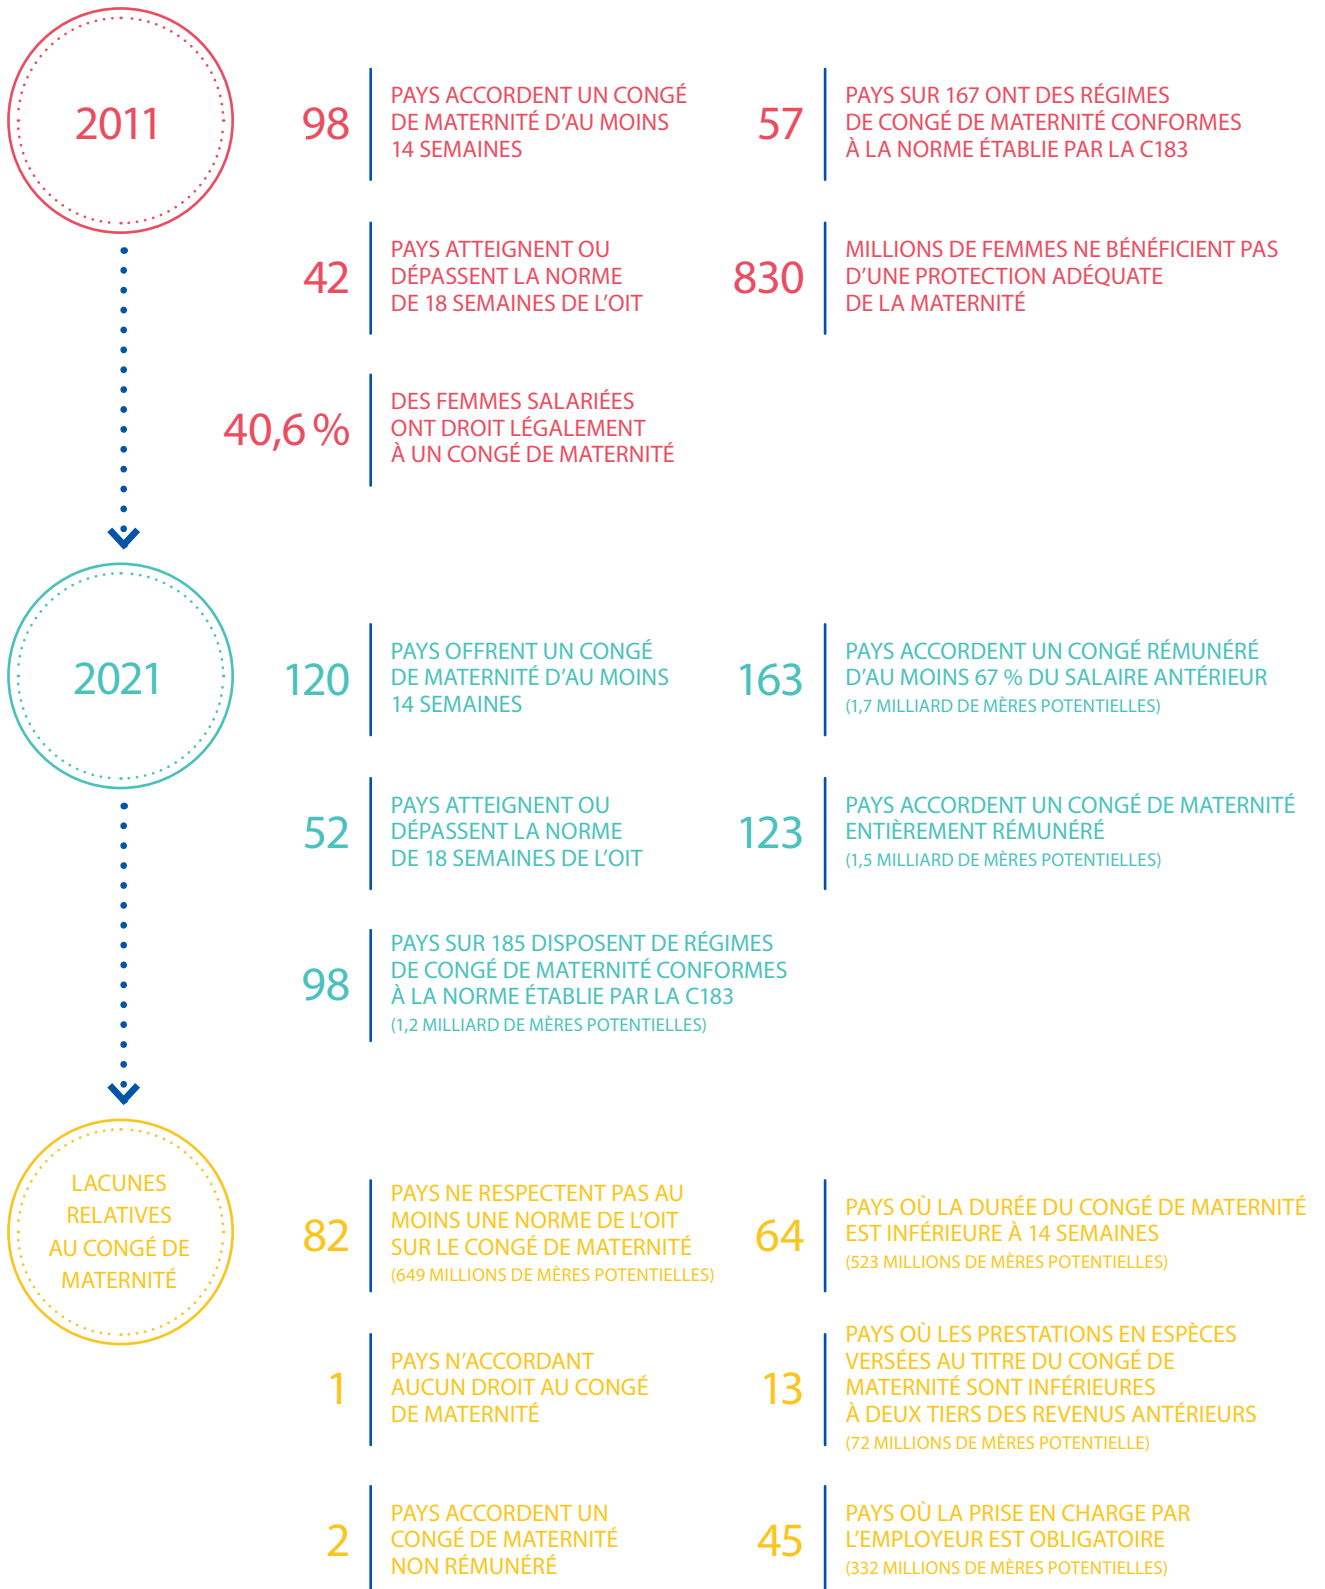 2011
98
PAYS ACCORDENT UN CONGÉ
DE MATERNITÉ D'AU MOINS
14 SEMAINES
57
PAYS SUR 167 ONT DES RÉGIMES
DE CONGÉ DE MATERNITÉ CONFORMES
À LA NORME ÉTABLIE PAR LA C183
42
PAYS ATTEIGNENT OU
DÉPASSENT LA NORME
DE 18 SEMAINES DE L'OIT
830
MILLIONS DE FEMMES NE BÉNÉFICIENT PAS
D'UNE PROTECTION ADÉQUATE
DE LA MATERNITÉ
40,6 %
DES FEMMES SALARIÉES
ONT DROIT LÉGALEMENT
À UN CONGÉ DE MATERNITÉ
2021
120
PAYS OFFRENT UN CONGÉ
DE MATERNITÉ D'AU MOINS
14 SEMAINES
163
PAYS ACCORDENT UN CONGÉ RÉMUNÉRÉ
D'AU MOINS 67 % DU SALAIRE ANTÉRIEUR
(1,7 MILLIARD DE MÈRES POTENTIELLES)
52
PAYS ATTEIGNENT OU
DÉPASSENT LA NORME
DE 18 SEMAINES DE L'OIT
123
PAYS ACCORDENT UN CONGÉ DE MATERNITÉ
ENTIÈREMENT RÉMUNÉRÉ
(1,5 MILLIARD DE MÈRES POTENTIELLES)
98
PAYS SUR 185 DISPOSENT DE RÉGIMES
DE CONGÉ DE MATERNITÉ CONFORMES
À LA NORME ÉTABLIE PAR LA C183
(1,2 MILLIARD DE MÈRES POTENTIELLES)
LACUNES
RELATIVES
AU CONGÉ DE
MATERNITÉ
82
PAYS NE RESPECTENT PAS AU
MOINS UNE NORME DE L'OIT
SUR LE CONGÉ DE MATERNITÉ
(649 MILLIONS DE MÈRES POTENTIELLES)
64
PAYS OÙ LA DURÉE DU CONGÉ DE MATERNITÉ
EST INFÉRIEURE À 14 SEMAINES
(523 MILLIONS DE MÈRES POTENTIELLES)
1
PAYS N'ACCORDANT
AUCUN DROIT AU CONGÉ
DE MATERNITÉ
13
PAYS OÙ LES PRESTATIONS EN ESPÈCES
VERSÉES AU TITRE DU CONGÉ DE
MATERNITÉ SONT INFÉRIEURES
À DEUX TIERS DES REVENUS ANTÉRIEURS
(72 MILLIONS DE MÈRES POTENTIELLE)
2
PAYS ACCORDENT UN
CONGÉ DE MATERNITÉ
NON RÉMUNÉRÉ
45
PAYS OÙ LA PRISE EN CHARGE PAR
L'EMPLOYEUR EST OBLIGATOIRE
(332 MILLIONS DE MÈRES POTENTIELLES)